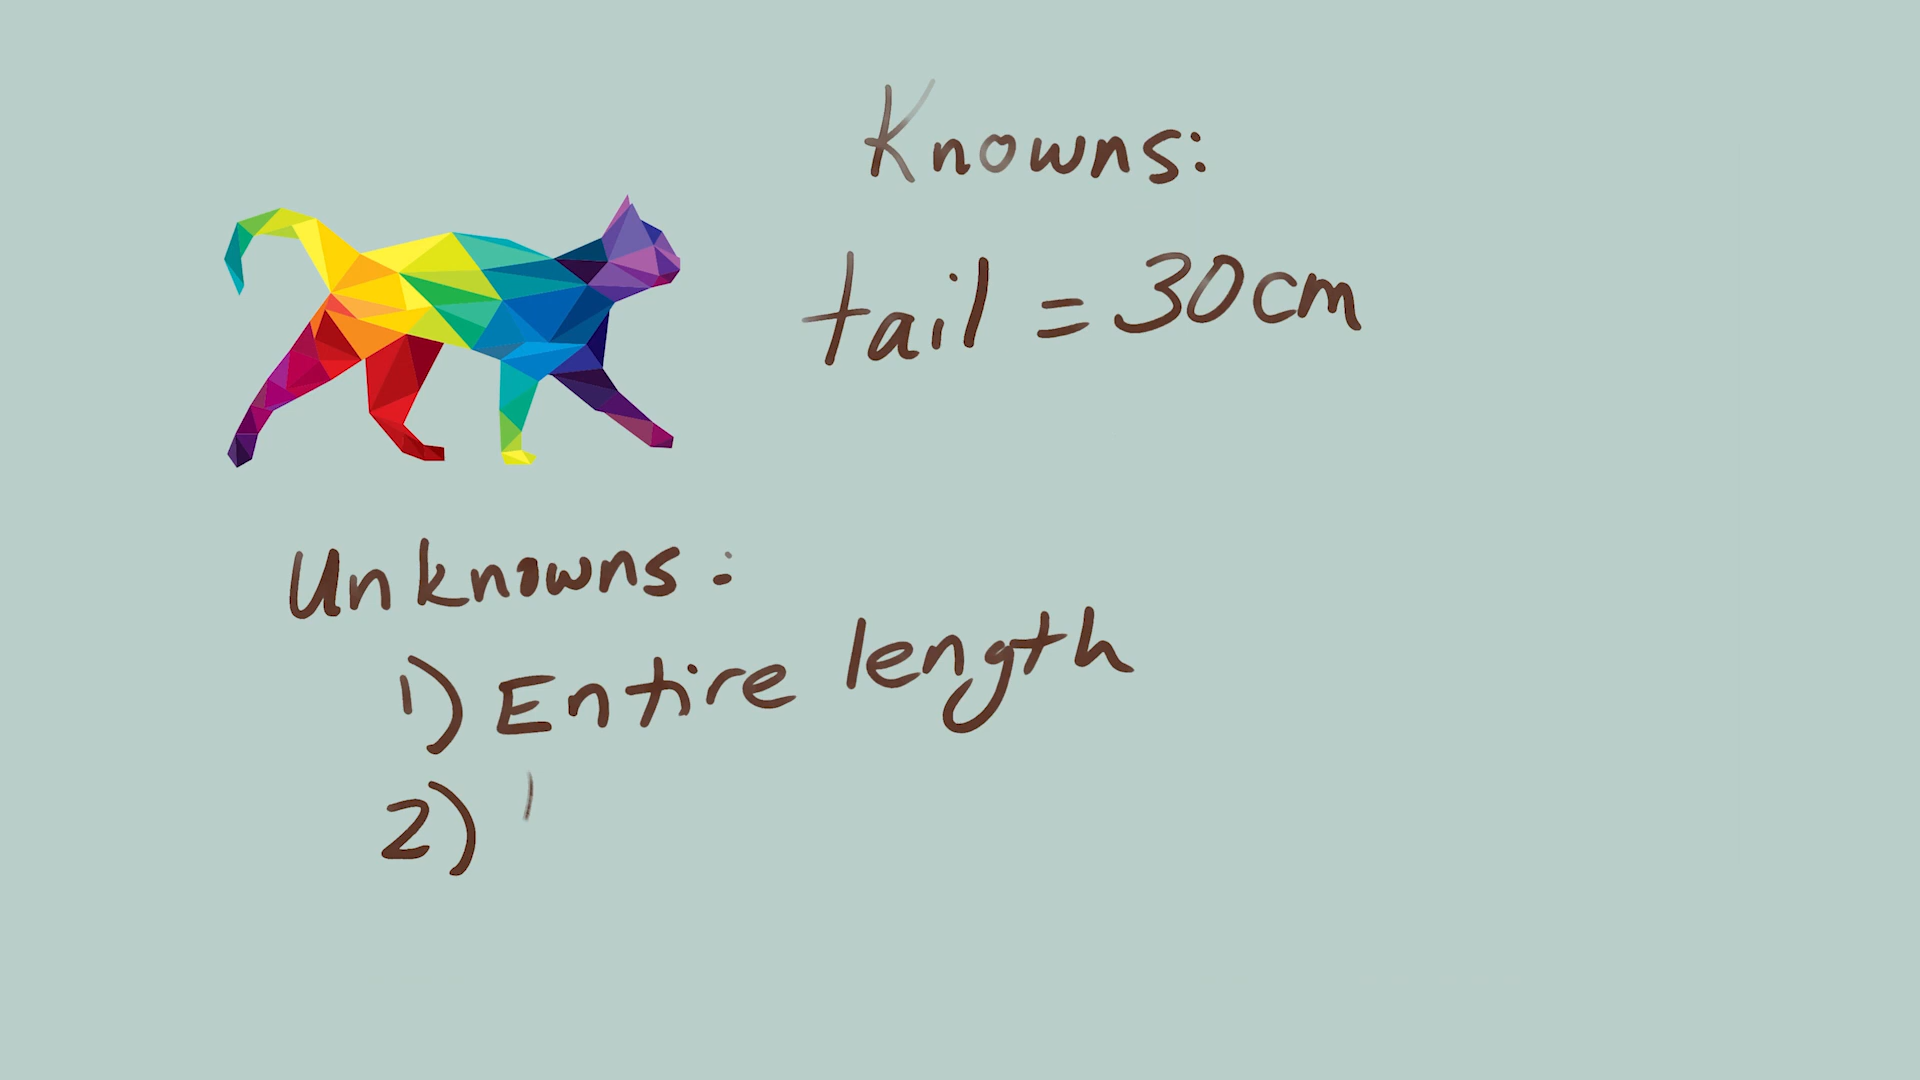 Knowns:
tail = 30cm
Unknowns:
1) Entire length
2)